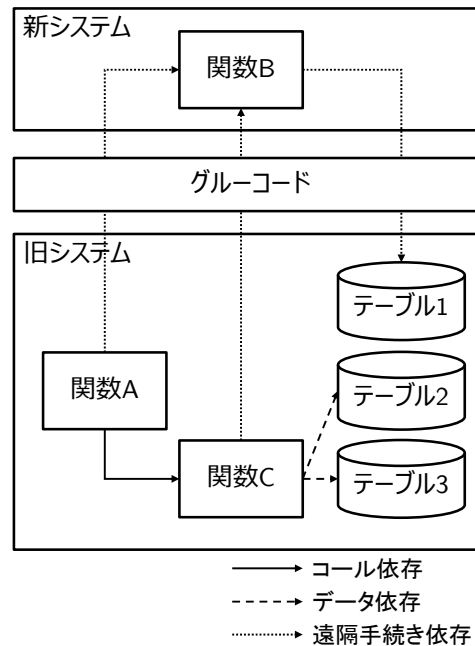 新システム
関数B
グルーコード
旧システム
テーブル1
関数A
テーブル2
関数C
テーブル3
コール依存
データ依存
遠隔手続き依存